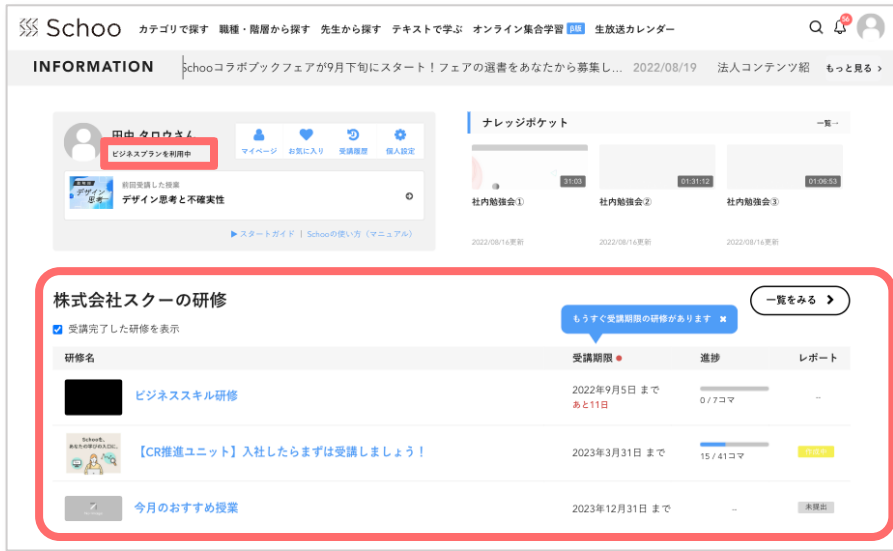 Schoo カテゴリで探す 職種・階層から探す 先生から探す テキストで学ぶ オンライン集合学習 β版 生放送カレンダー 56
INFORMATION Schooコラボブックフェアが9月下旬にスタート！フェアの選書をあなたから募集し... 2022/08/19 法人コンテンツ紹 もっと見る
田中 タロウさん
ビジネスプランを利用中
マイページ お気に入り 受講履歴 個人設定
前回受講した授業
デザイン思考と不確実性
デザイン
思考
▶ スタートガイド | Schooの使い方（マニュアル）
ナレッジポケット 一覧→
31:03 01:31:12 01:06:53
社内勉強会① 社内勉強会② 社内勉強会③
2022/08/16更新 2022/08/16更新 2022/08/16更新
株式会社スクーの研修 一覧をみる
もうすぐ受講期限の研修があります ×
受講完了した研修を表示
研修名 受講期限 進捗 レポート
ビジネススキル研修 2022年9月5日 まで 0 / 7コマ –
あと11日
Schooを、
あなたの学びの入口に。
【CR推進ユニット】入社したらまずは受講しましょう！ 2023年3月31日 まで 15 / 41コマ 作成中
今月のおすすめ授業 2023年12月31日 まで – 未提出